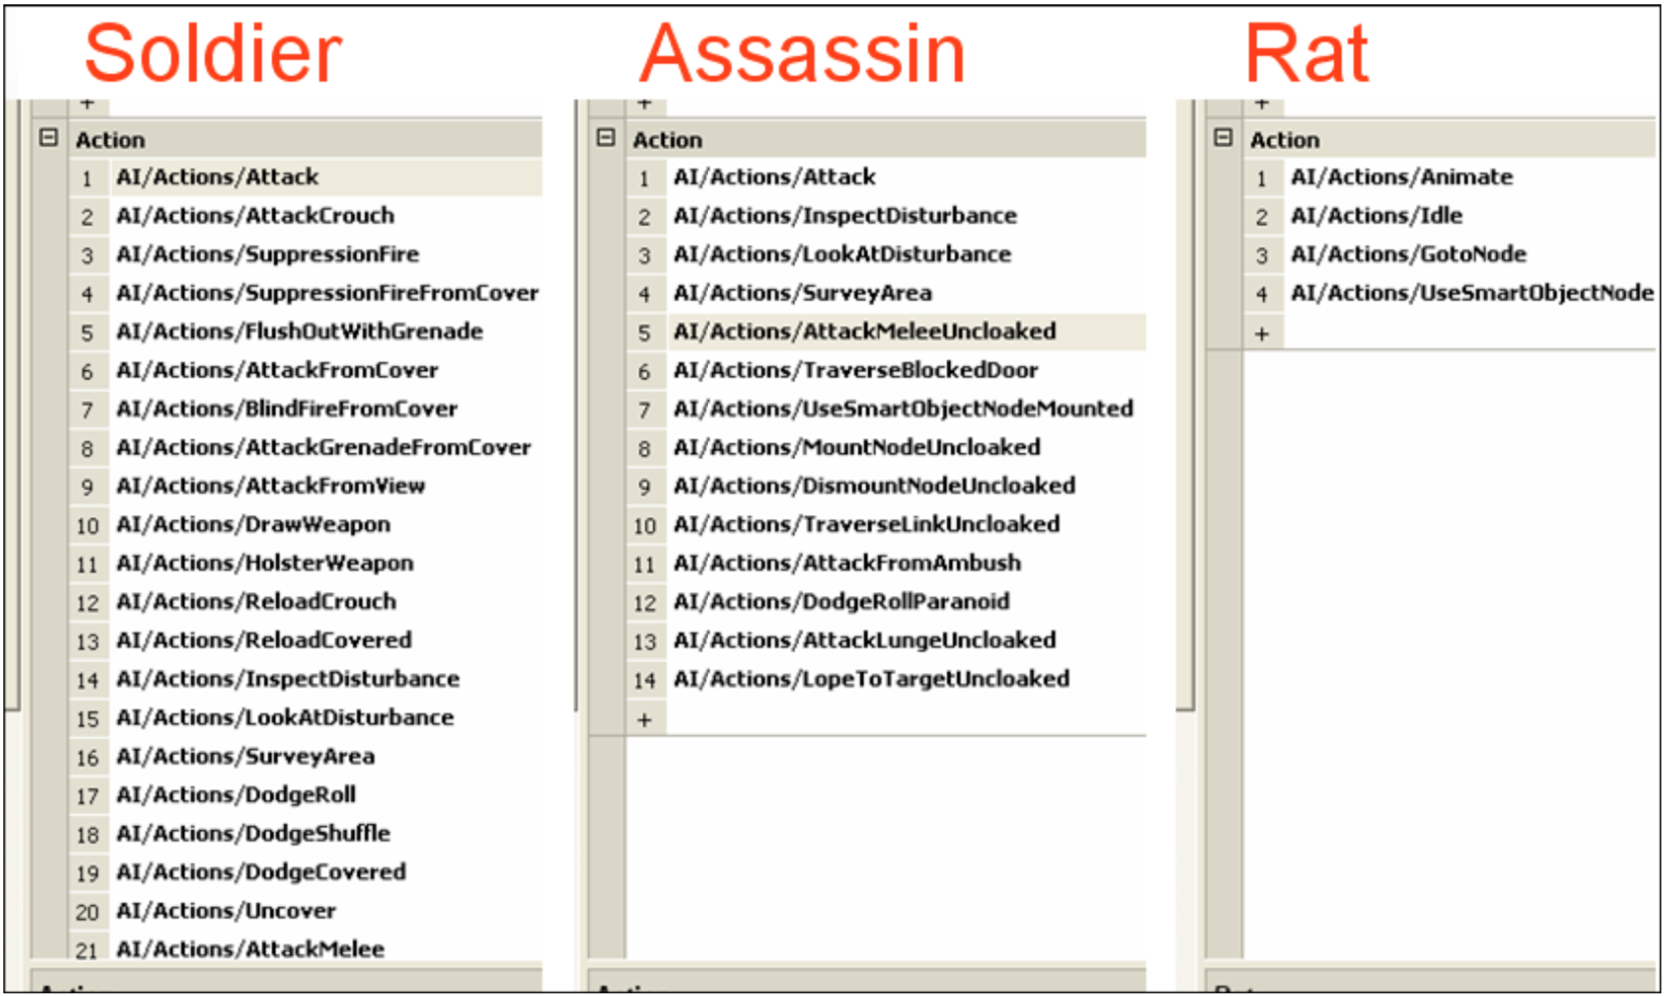 Soldier
+
Action
1 AI/Actions/Attack
2 AI/Actions/AttackCrouch
3 AI/Actions/SuppressionFire
4 AI/Actions/SuppressionFireFromCover
5 AI/Actions/FlushOutWithGrenade
6 AI/Actions/AttackFromCover
7 AI/Actions/BlindFireFromCover
8 AI/Actions/AttackGrenadeFromCover
9 AI/Actions/AttackFromView
10 AI/Actions/DrawWeapon
11 AI/Actions/HolsterWeapon
12 AI/Actions/ReloadCrouch
13 AI/Actions/ReloadCovered
14 AI/Actions/InspectDisturbance
15 AI/Actions/LookAtDisturbance
16 AI/Actions/SurveyArea
17 AI/Actions/DodgeRoll
18 AI/Actions/DodgeShuffle
19 AI/Actions/DodgeCovered
20 AI/Actions/Uncover
21 AI/Actions/AttackMelee
Assassin
+
Action
1 AI/Actions/Attack
2 AI/Actions/InspectDisturbance
3 AI/Actions/LookAtDisturbance
4 AI/Actions/SurveyArea
5 AI/Actions/AttackMeleeUncloaked
6 AI/Actions/TraverseBlockedDoor
7 AI/Actions/UseSmartObjectNodeMounted
8 AI/Actions/MountNodeUncloaked
9 AI/Actions/DismountNodeUncloaked
10 AI/Actions/TraverseLinkUncloaked
11 AI/Actions/AttackFromAmbush
12 AI/Actions/DodgeRollParanoid
13 AI/Actions/AttackLungeUncloaked
14 AI/Actions/LopeToTargetUncloaked
+
Rat
+
Action
1 AI/Actions/Animate
2 AI/Actions/Idle
3 AI/Actions/GotoNode
4 AI/Actions/UseSmartObjectNode
+